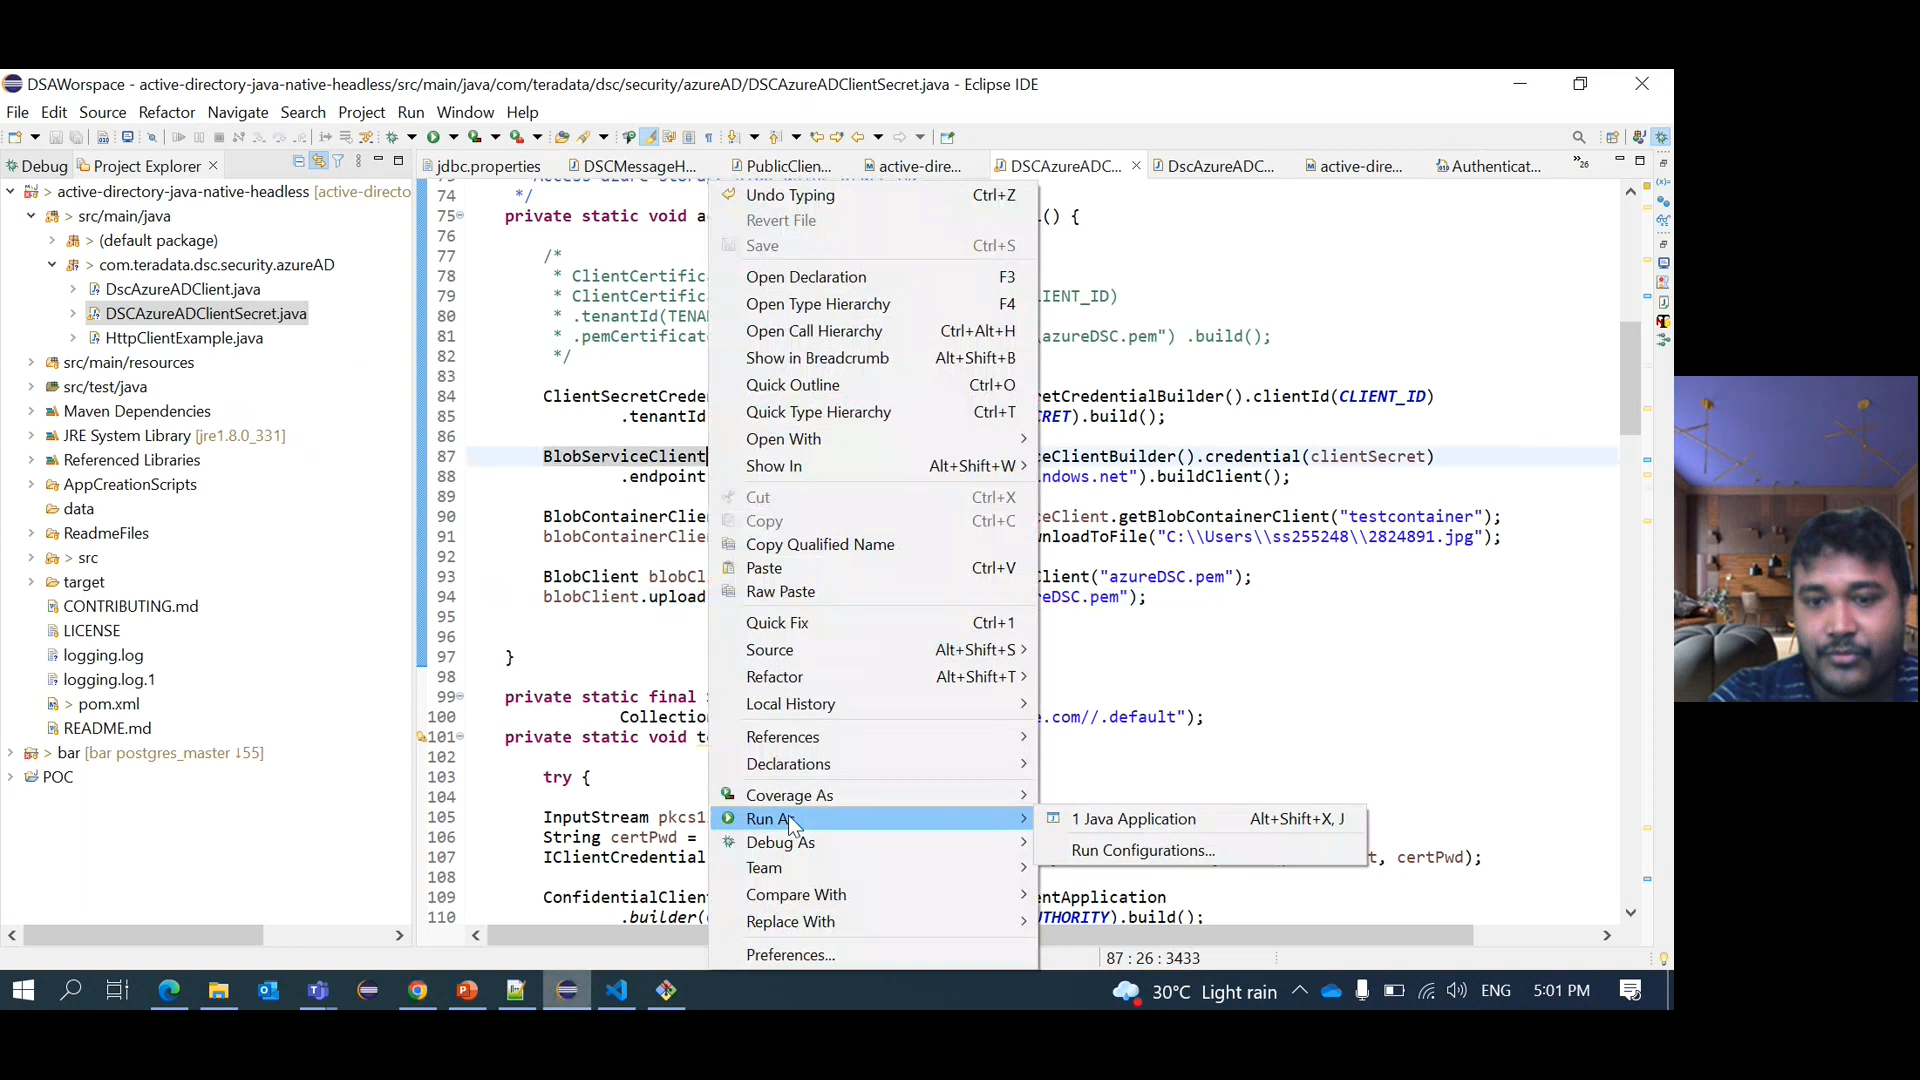 DSAWorspace - active-directory-java-native-headless/src/main/java/com/teradata/dsc/security/azureAD/DSCAzureADClientSecret.java - Eclipse IDE
File Edit Source Refactor Navigate Search Project Run Window Help
Debug Project Explorer
jdbc.properties DSCMessageH... PublicClien... active-dire... DSCAzureADC... DscAzureADC... active-dire... Authenticat... »26
active-directory-java-native-headless [active-directo
> src/main/java
> (default package)
> com.teradata.dsc.security.azureAD
DscAzureADClient.java
DSCAzureADClientSecret.java
HttpClientExample.java
src/main/resources
src/test/java
Maven Dependencies
JRE System Library [jre1.8.0_331]
Referenced Libraries
AppCreationScripts
data
ReadmeFiles
> src
target
CONTRIBUTING.md
LICENSE
logging.log
logging.log.1
> pom.xml
README.md
> bar [bar postgres_master ↓55]
POC
74 */
75 private static void a () {
76
77 /*
78 * ClientCertific
79 * ClientCertific IENT_ID)
80 * .tenantId(TENA
81 * .pemCertificat azureDSC.pem") .build();
82 */
83
84 ClientSecretCrede retCredentialBuilder().clientId(CLIENT_ID)
85 .tenantId RET).build();
86
87 BlobServiceClient ceClientBuilder().credential(clientSecret)
88 .endpoint ndows.net").buildClient();
89
90 BlobContainerClie ceClient.getBlobContainerClient("testcontainer");
91 blobContainerClie wnloadToFile("C:\\Users\\ss255248\\2824891.jpg");
92
93 BlobClient blobCl Client("azureDSC.pem");
94 blobClient.upload eDSC.pem");
95
96
97 }
98
99 private static final
100 Collection e.com//.default");
101 private static void t
102
103 try {
104
105 InputStream pkcs1
106 String certPwd =
107 IClientCredential t, certPwd);
108
109 ConfidentialClient entApplication
110 .builder( THORITY).build();
Undo Typing Ctrl+Z
Revert File
Save Ctrl+S
Open Declaration F3
Open Type Hierarchy F4
Open Call Hierarchy Ctrl+Alt+H
Show in Breadcrumb Alt+Shift+B
Quick Outline Ctrl+O
Quick Type Hierarchy Ctrl+T
Open With
Show In Alt+Shift+W
Cut Ctrl+X
Copy Ctrl+C
Copy Qualified Name
Paste Ctrl+V
Raw Paste
Quick Fix Ctrl+1
Source Alt+Shift+S
Refactor Alt+Shift+T
Local History
References
Declarations
Coverage As
Run As
Debug As
Team
Compare With
Replace With
Preferences...
1 Java Application Alt+Shift+X, J
Run Configurations...
87 : 26 : 3433
30°C Light rain ENG 5:01 PM